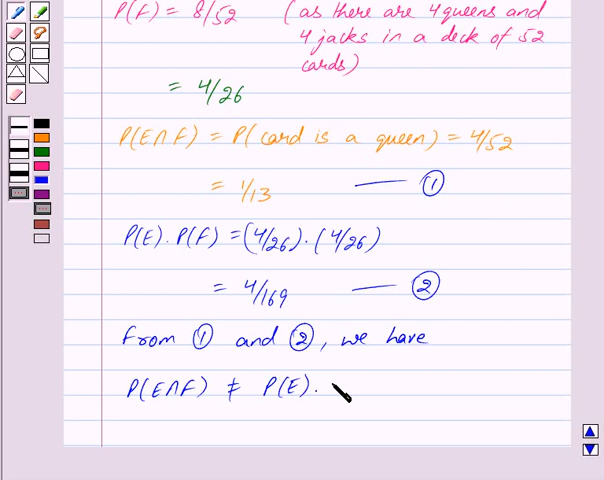 P(F) = 8/52 (as there are 4 queens and
4 jacks in a deck of 52
cards)
= 4/26
P(E∩F) = P(card is a queen) = 4/52
= 1/13 —— ①
P(E). P(F) = (4/26) . (4/26)
= 4/169 —— ②
From ① and ②, we have
P(E∩F) ≠ P(E).